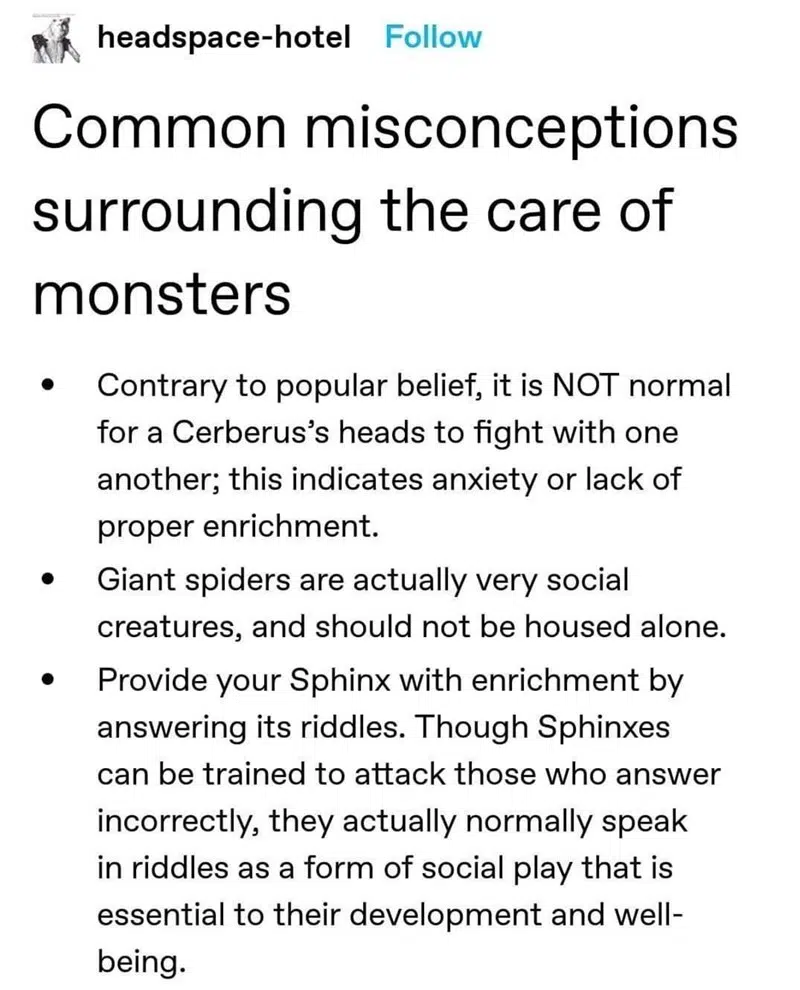 headspace-hotel Follow
Common misconceptions
surrounding the care of
monsters
• Contrary to popular belief, it is NOT normal
for a Cerberus’s heads to fight with one
another; this indicates anxiety or lack of
proper enrichment.
• Giant spiders are actually very social
creatures, and should not be housed alone.
• Provide your Sphinx with enrichment by
answering its riddles. Though Sphinxes
can be trained to attack those who answer
incorrectly, they actually normally speak
in riddles as a form of social play that is
essential to their development and well-
being.